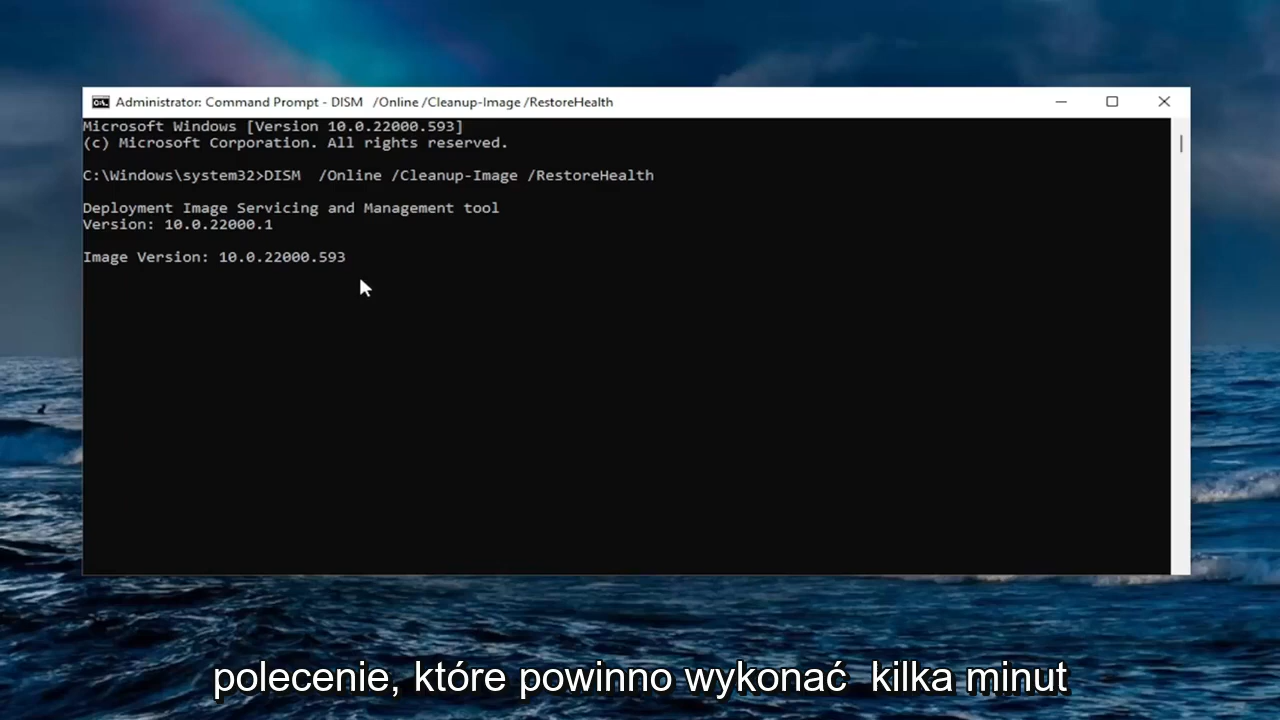 Administrator: Command Prompt - DISM  /Online /Cleanup-Image /RestoreHealth
Microsoft Windows [Version 10.0.22000.593]
(c) Microsoft Corporation. All rights reserved.
C:\Windows\system32>DISM  /Online /Cleanup-Image /RestoreHealth
Deployment Image Servicing and Management tool
Version: 10.0.22000.1
Image Version: 10.0.22000.593
polecenie, które powinno wykonać  kilka minut